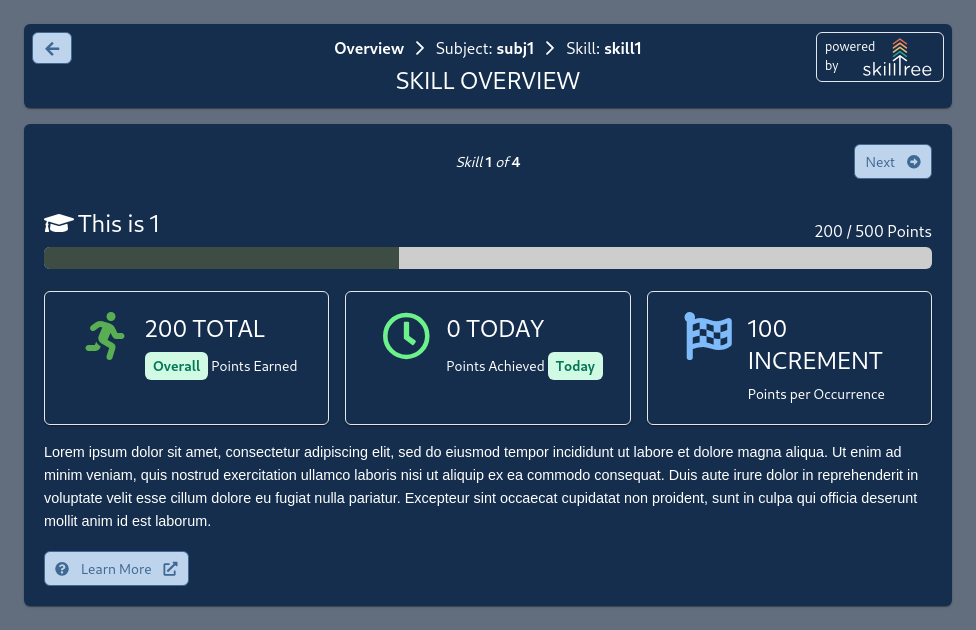 Overview > Subject: subj1 > Skill: skill1
SKILL OVERVIEW
powered
by skilltree
Skill 1 of 4
Next
This is 1
200 / 500 Points
200 TOTAL
Overall Points Earned
0 TODAY
Points Achieved Today
100
INCREMENT
Points per Occurrence
Lorem ipsum dolor sit amet, consectetur adipiscing elit, sed do eiusmod tempor incididunt ut labore et dolore magna aliqua. Ut enim ad
minim veniam, quis nostrud exercitation ullamco laboris nisi ut aliquip ex ea commodo consequat. Duis aute irure dolor in reprehenderit in
voluptate velit esse cillum dolore eu fugiat nulla pariatur. Excepteur sint occaecat cupidatat non proident, sunt in culpa qui officia deserunt
mollit anim id est laborum.
Learn More